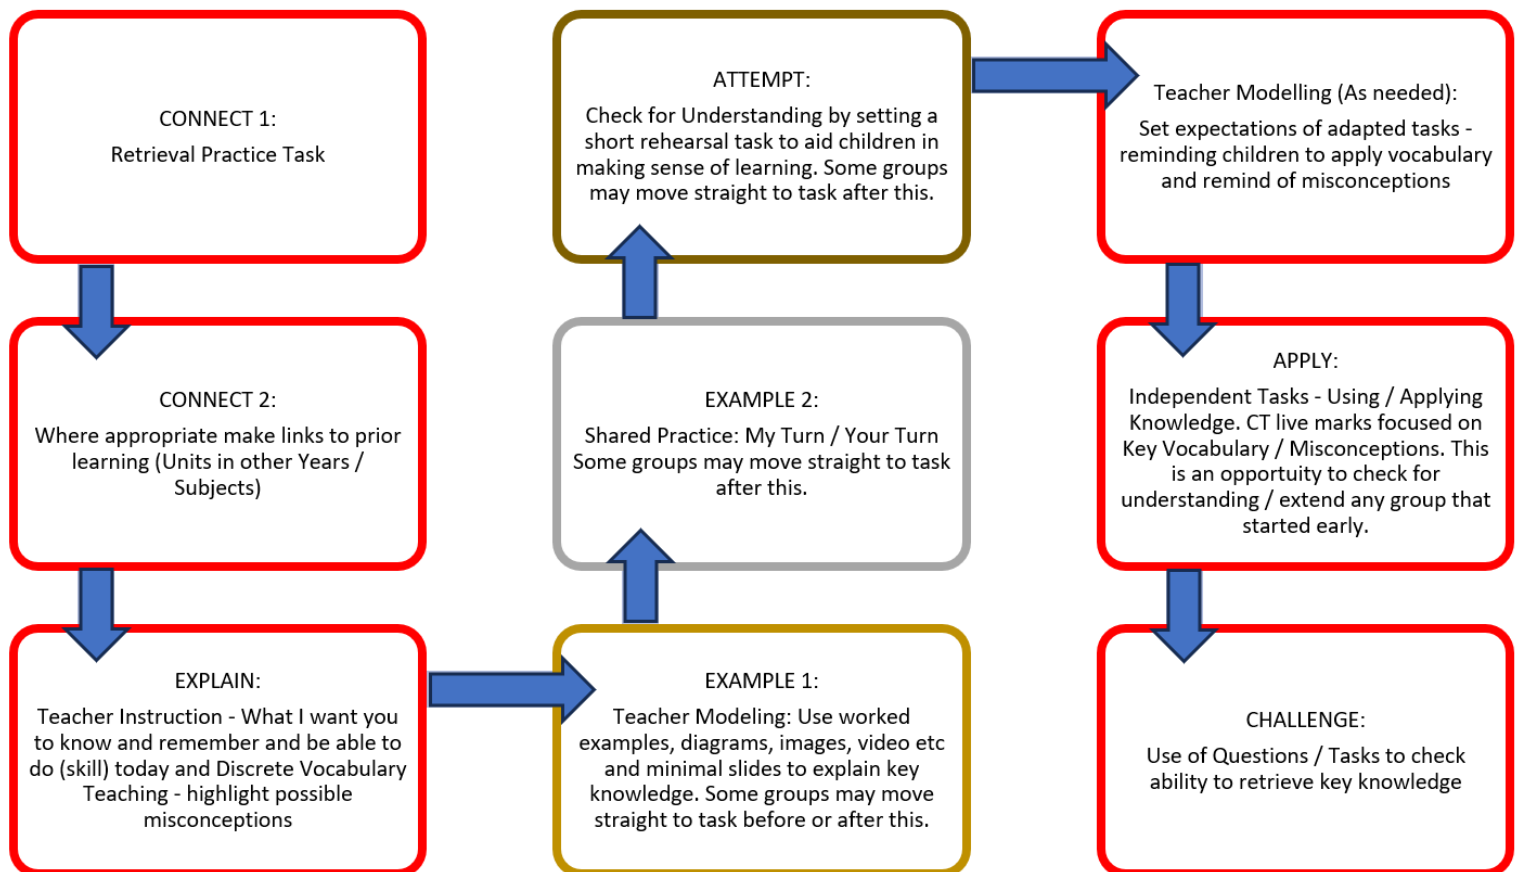 CONNECT 1:
Retrieval Practice Task
CONNECT 2:
Where appropriate make links to prior
learning (Units in other Years /
Subjects)
EXPLAIN:
Teacher Instruction - What I want you
to know and remember and be able to
do (skill) today and Discrete Vocabulary
Teaching - highlight possible
misconceptions
EXAMPLE 1:
Teacher Modeling: Use worked
examples, diagrams, images, video etc
and minimal slides to explain key
knowledge. Some groups may move
straight to task before or after this.
EXAMPLE 2:
Shared Practice: My Turn / Your Turn
Some groups may move straight to task
after this.
ATTEMPT:
Check for Understanding by setting a
short rehearsal task to aid children in
making sense of learning. Some groups
may move straight to task after this.
Teacher Modelling (As needed):
Set expectations of adapted tasks -
reminding children to apply vocabulary
and remind of misconceptions
APPLY:
Independent Tasks - Using / Applying
Knowledge. CT live marks focused on
Key Vocabulary / Misconceptions. This
is an opportuity to check for
understanding / extend any group that
started early.
CHALLENGE:
Use of Questions / Tasks to check
ability to retrieve key knowledge